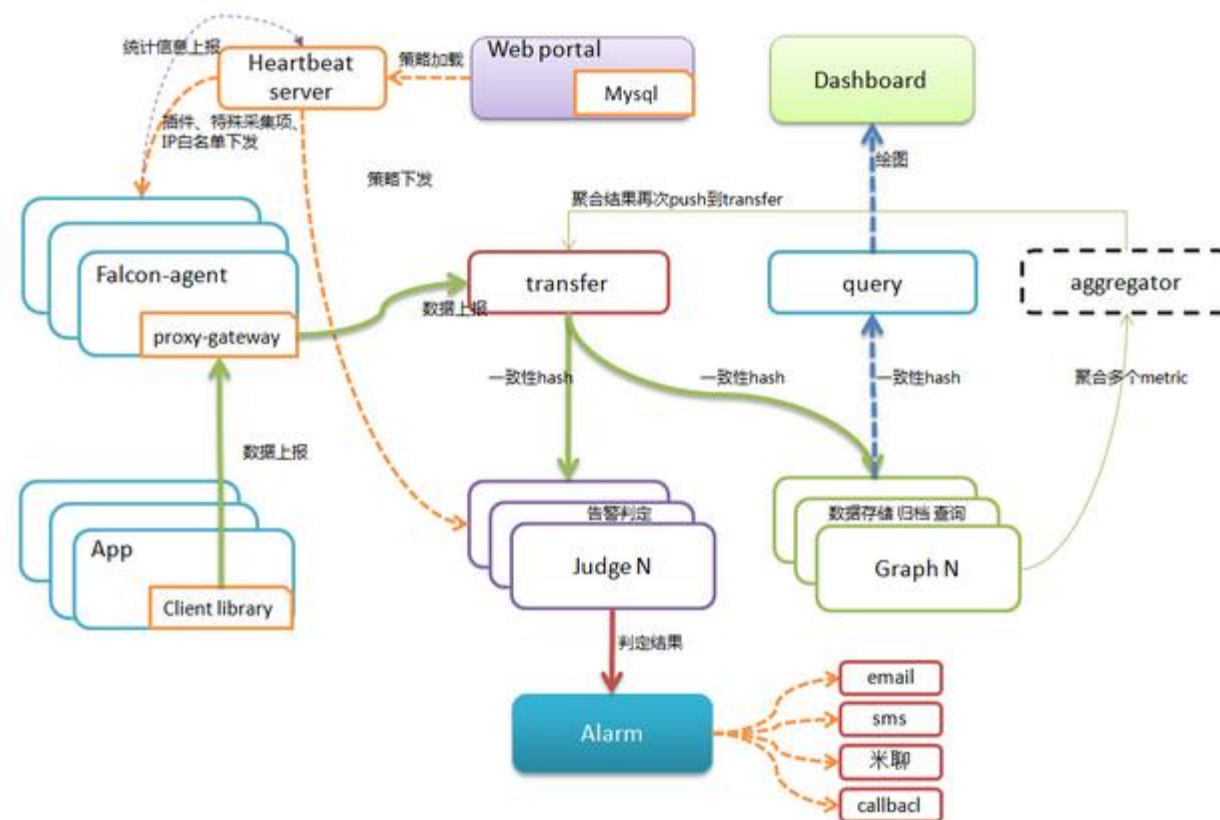 统计信息上报
Heartbeat
server
策略加载
Web portal
Mysql
Dashboard
插件、特殊采集项、
IP白名单下发
策略下发
绘图
聚合结果再次push到transfer
Falcon-agent
proxy-gateway
数据上报
transfer
query
aggregator
一致性hash
一致性hash
一致性hash
聚合多个metric
数据上报
App
Client library
告警判定
Judge N
数据存储 归档 查询
Graph N
判定结果
Alarm
email
sms
米聊
callbacl